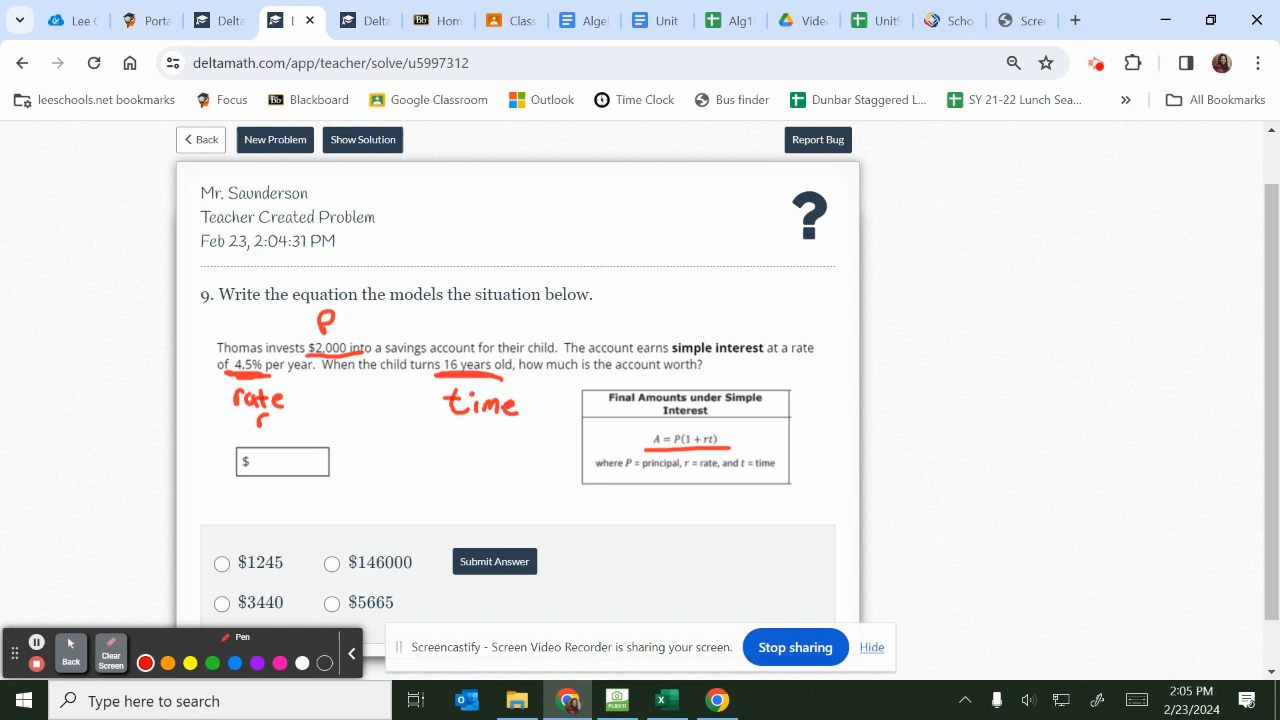 Lee C
Porta
Delta
D
Delta
Bb Hom
Class
Algel
Unit
Alg1
Vide
Unit
Scho
Scree
deltamath.com/app/teacher/solve/u5997312
leeschools.net bookmarks
Focus
Bb Blackboard
Google Classroom
Outlook
Time Clock
Bus finder
Dunbar Staggered L...
SY 21-22 Lunch Sea...
All Bookmarks
Back
New Problem
Show Solution
Report Bug
Mr. Saunderson
Teacher Created Problem
Feb 23, 2:04:31 PM
?
9. Write the equation the models the situation below.
P
Thomas invests $2,000 into a savings account for their child. The account earns simple interest at a rate
of 4.5% per year. When the child turns 16 years old, how much is the account worth?
rate
r
time
Final Amounts under Simple
Interest
A = P(1 + rt)
where P = principal, r = rate, and t = time
$
$1245
$146000
Submit Answer
$3440
$5665
Pen
Back
Clear
Screen
Screencastify - Screen Video Recorder is sharing your screen.
Stop sharing
Hide
Type here to search
2:05 PM
2/23/2024